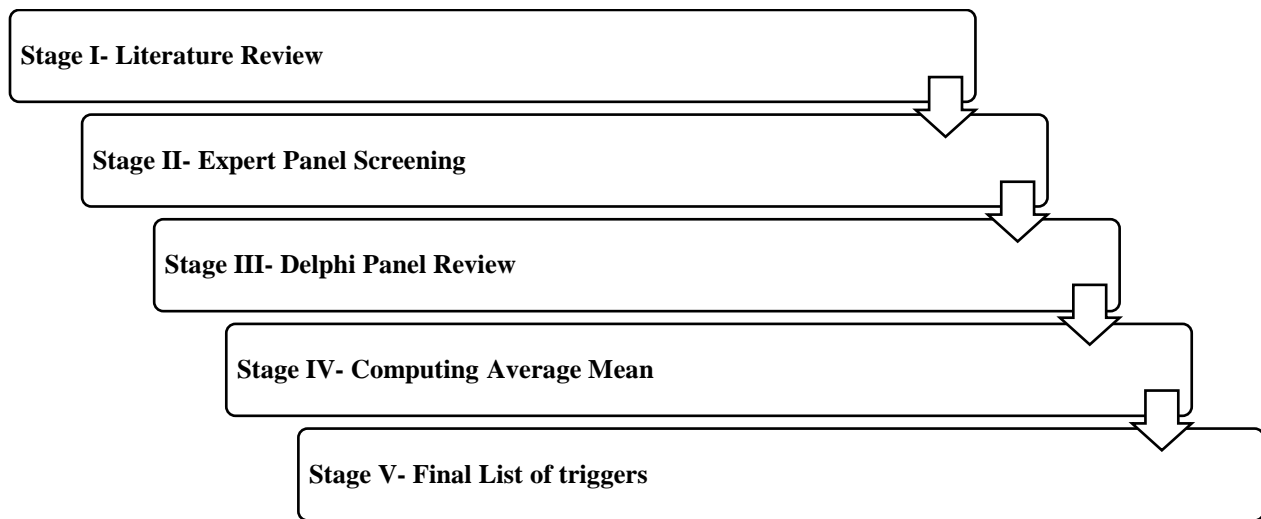 Stage I- Literature Review
Stage II- Expert Panel Screening
Stage III- Delphi Panel Review
Stage IV- Computing Average Mean
Stage V- Final List of triggers